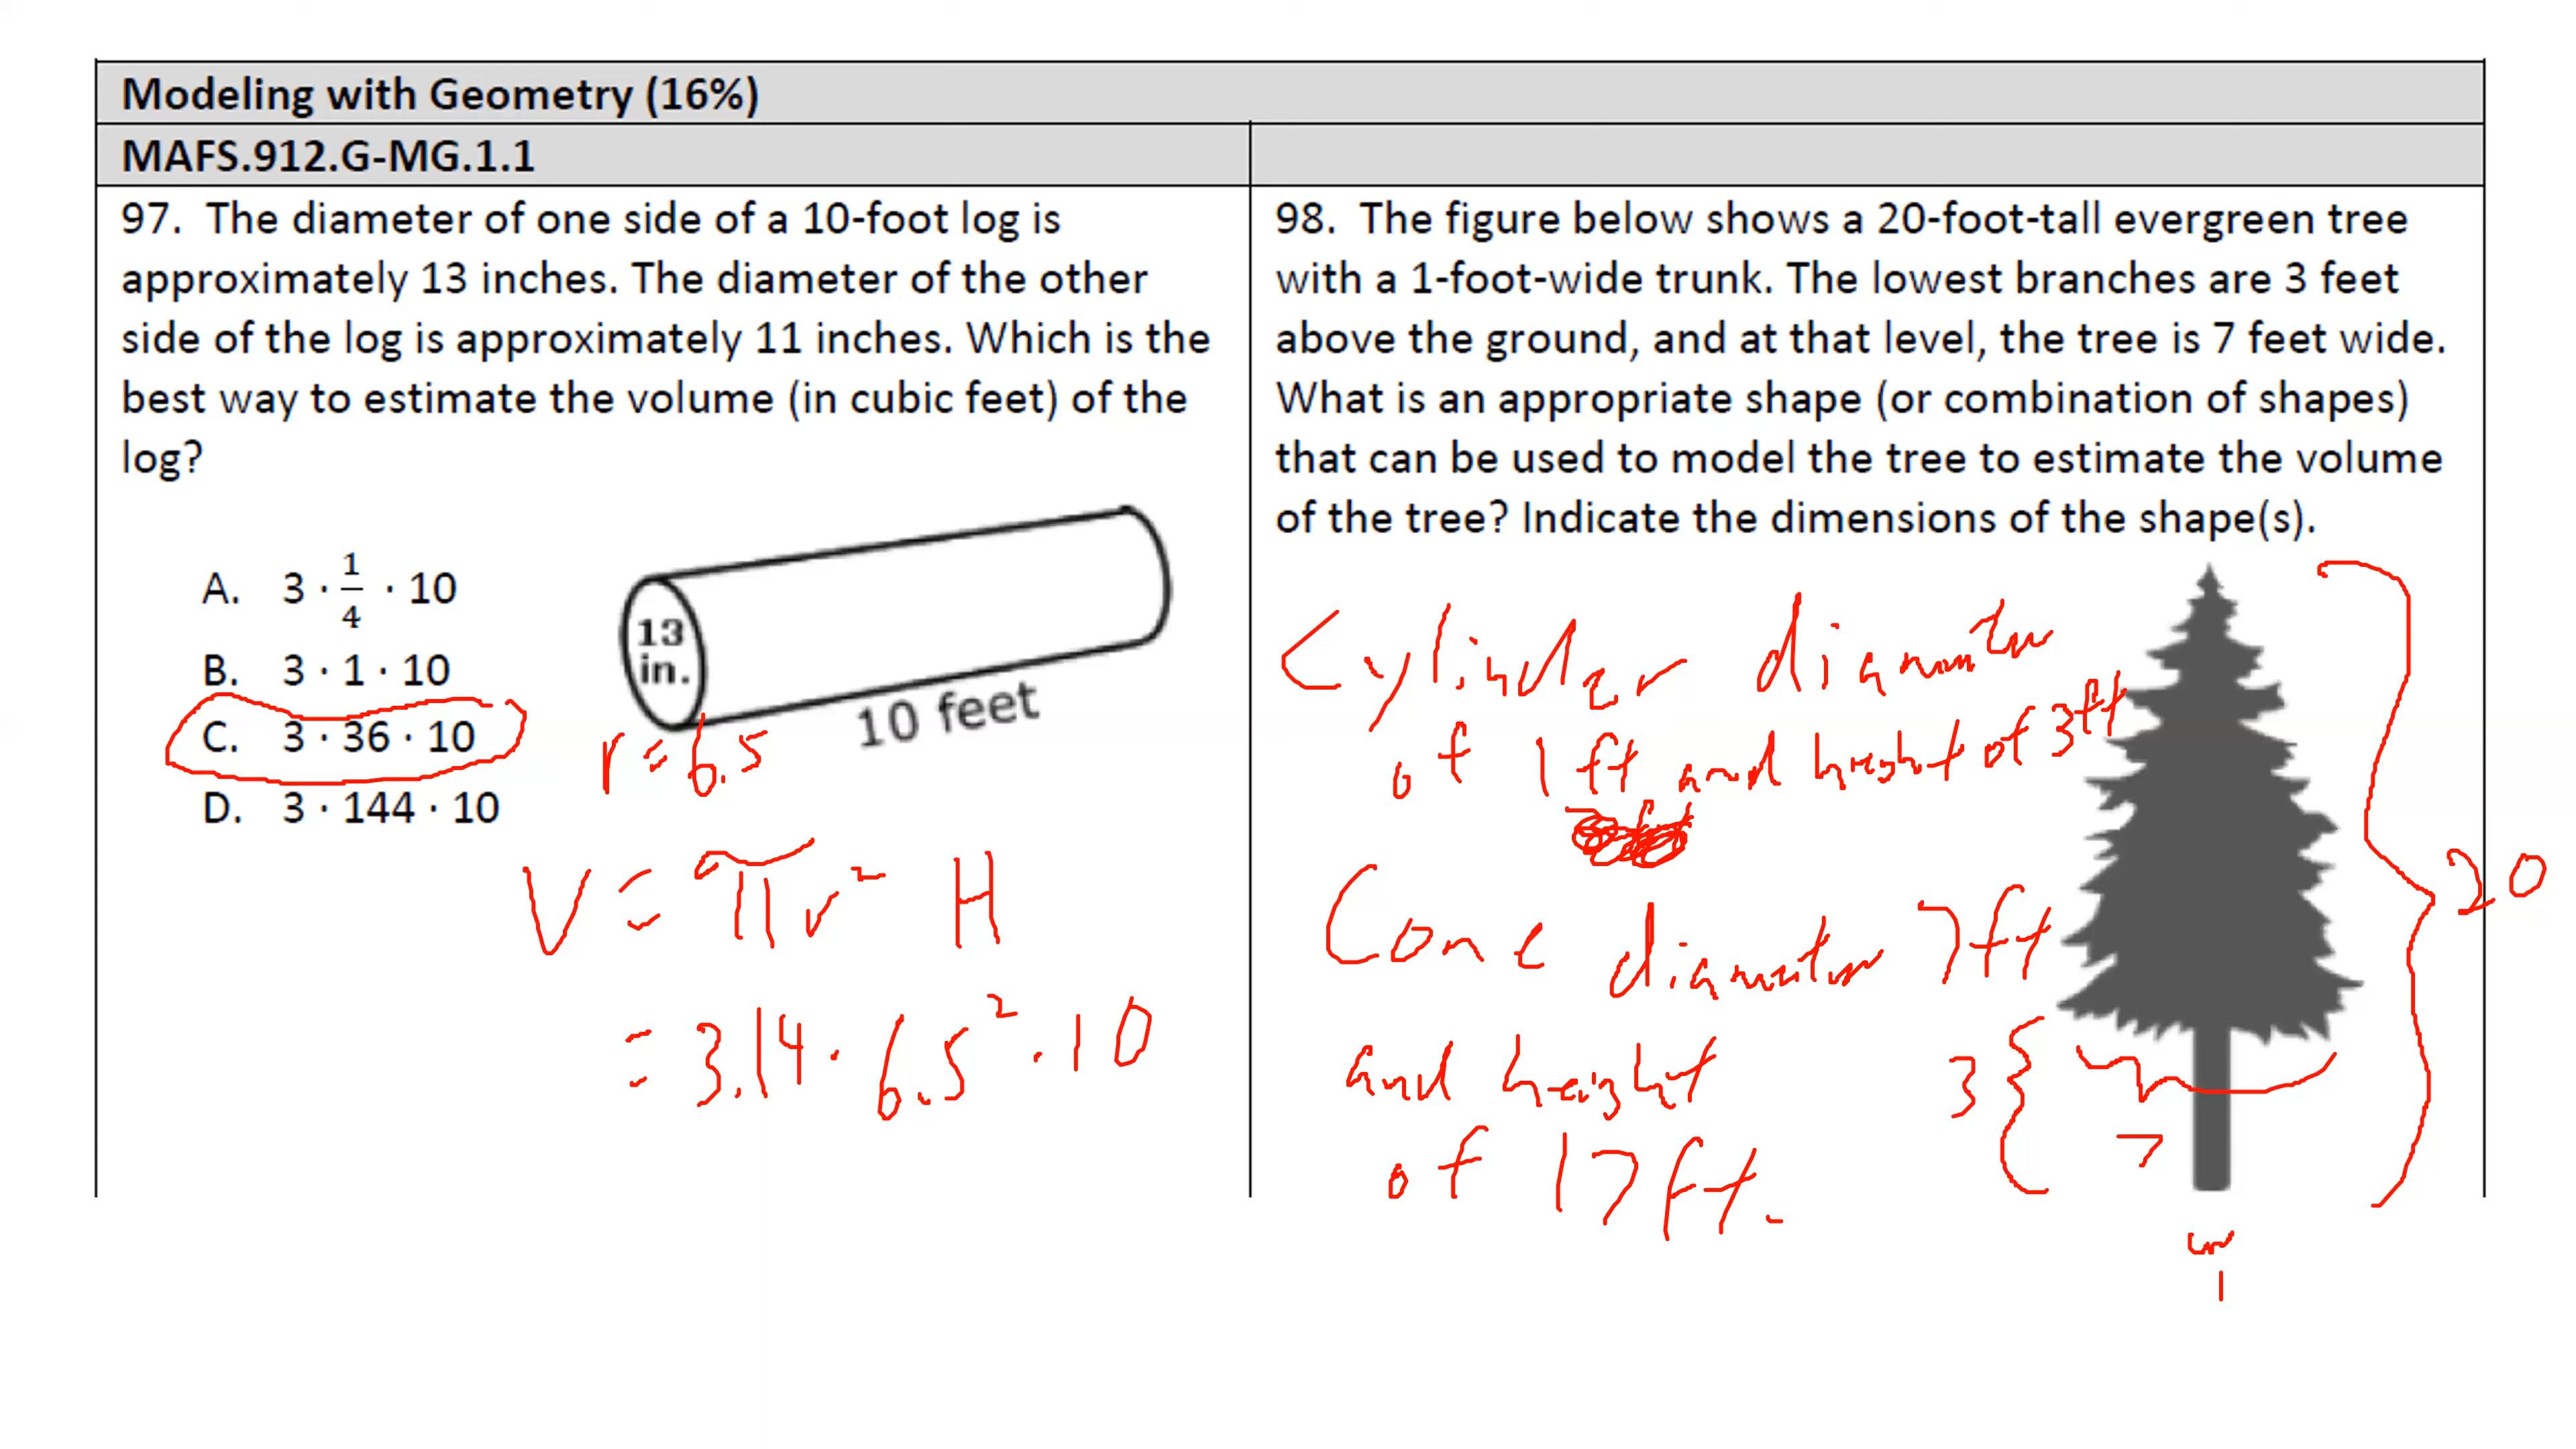 Modeling with Geometry (16%)
MAFS.912.G-MG.1.1
97. The diameter of one side of a 10-foot log is
approximately 13 inches. The diameter of the other
side of the log is approximately 11 inches. Which is the
best way to estimate the volume (in cubic feet) of the
log?
A. 3 · 1/4 · 10
B. 3 · 1 · 10
C. 3 · 36 · 10
D. 3 · 144 · 10
13
in.
10 feet
r = 6.5
V = πr² H
= 3.14 · 6.5² · 10
98. The figure below shows a 20-foot-tall evergreen tree
with a 1-foot-wide trunk. The lowest branches are 3 feet
above the ground, and at that level, the tree is 7 feet wide.
What is an appropriate shape (or combination of shapes)
that can be used to model the tree to estimate the volume
of the tree? Indicate the dimensions of the shape(s).
Cylinder diameter
of 1 ft and height of 3 ft
Cone diameter 7ft
and height
of 17 ft.
20
3
7
1